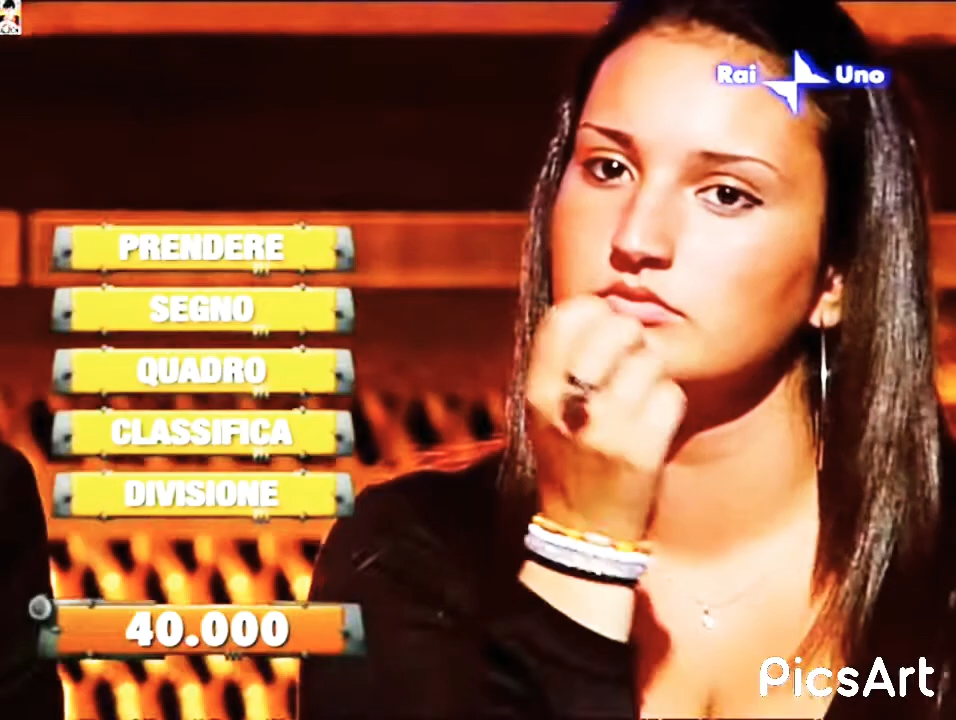 Rai Uno
PRENDERE
SEGNO
QUADRO
CLASSIFICA
DIVISIONE
40.000
PicsArt